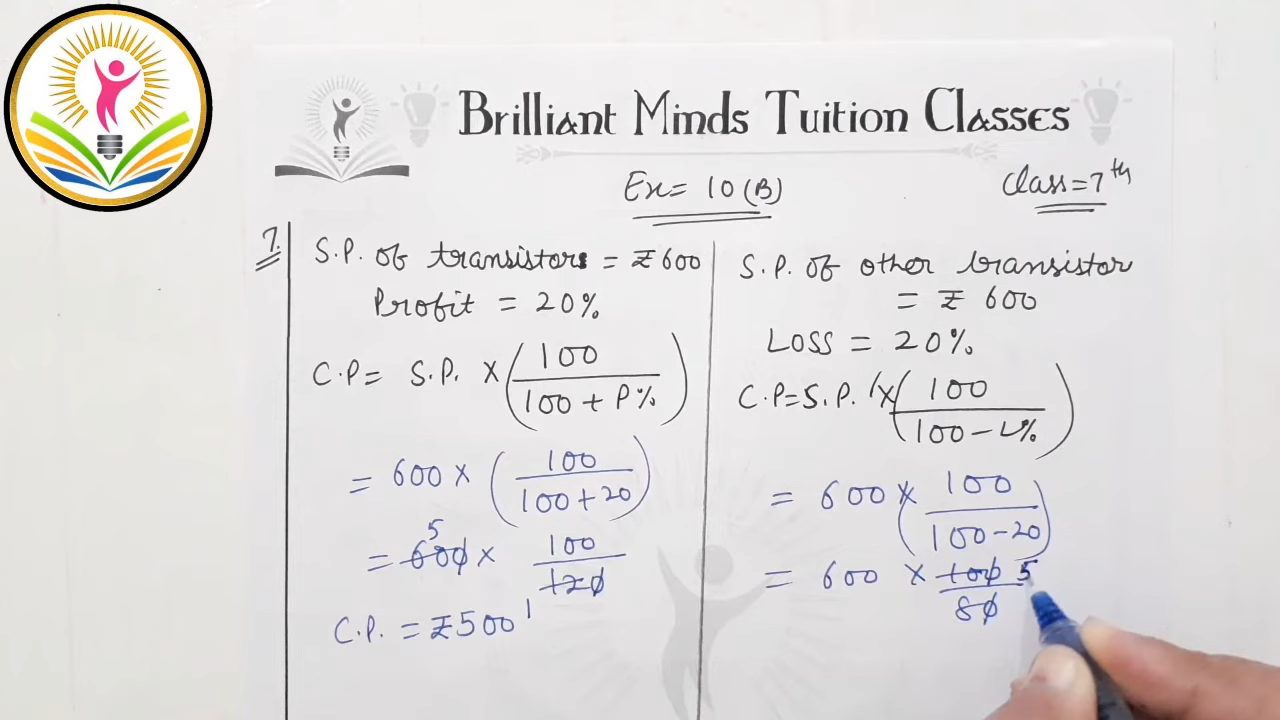 Brilliant Minds Tuition Classes
Ex= 10 (B)
Class=7th
7.
S.P. of transistors = ₹600
Profit = 20%
C.P= S.P. × (100/100 + P%)
= 600 × (100/100+20)
= 600 5 × 100/120 1
C.P. = ₹500
S.P. of other transistor
= ₹ 600
Loss = 20%
C.P=S.P. × (100/100-L%)
= 600 × (100/100-20)
= 600 × 100 5/80